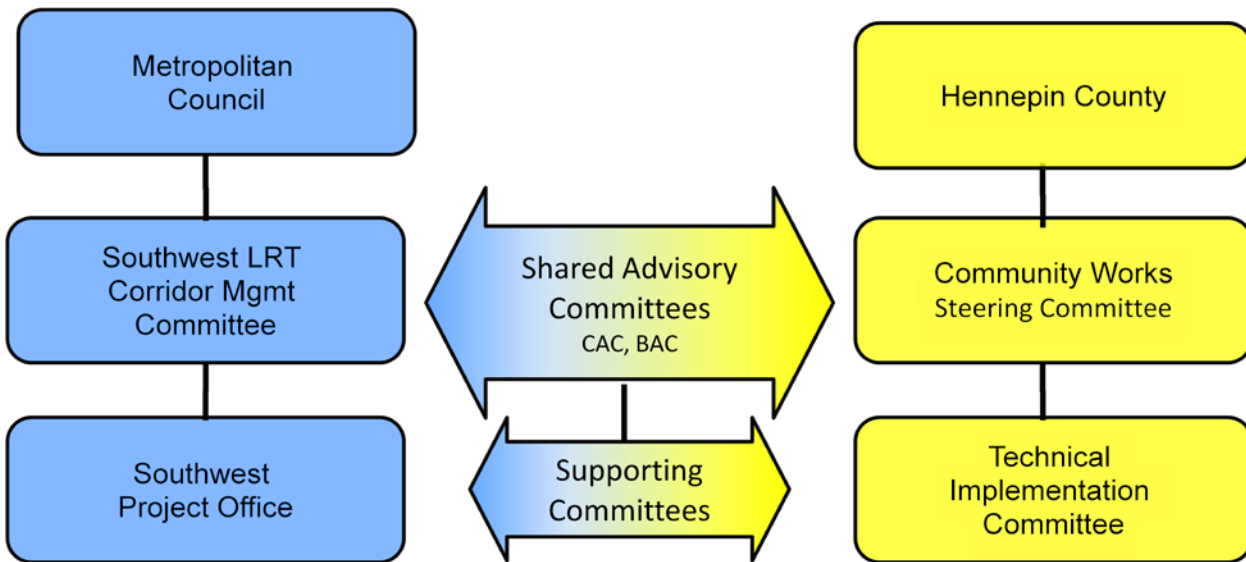 Metropolitan
Council
Hennepin County
Southwest LRT
Corridor Mgmt
Committee
Shared Advisory
Committees
CAC, BAC
Community Works
Steering Committee
Southwest
Project Office
Supporting
Committees
Technical
Implementation
Committee